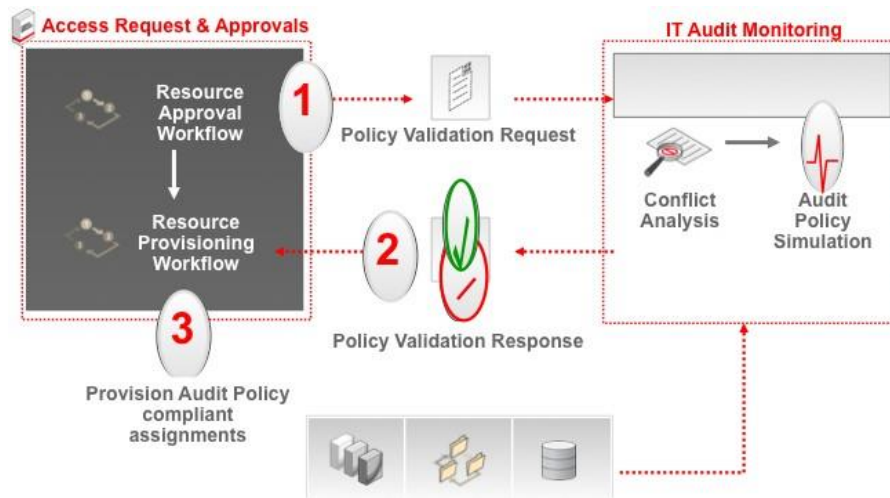 Access Request & Approvals
IT Audit Monitoring
Resource
Approval
Workflow
1
Policy Validation Request
Conflict
Analysis
Audit
Policy
Simulation
Resource
Provisioning
Workflow
2
Policy Validation Response
3
Provision Audit Policy
compliant
assignments